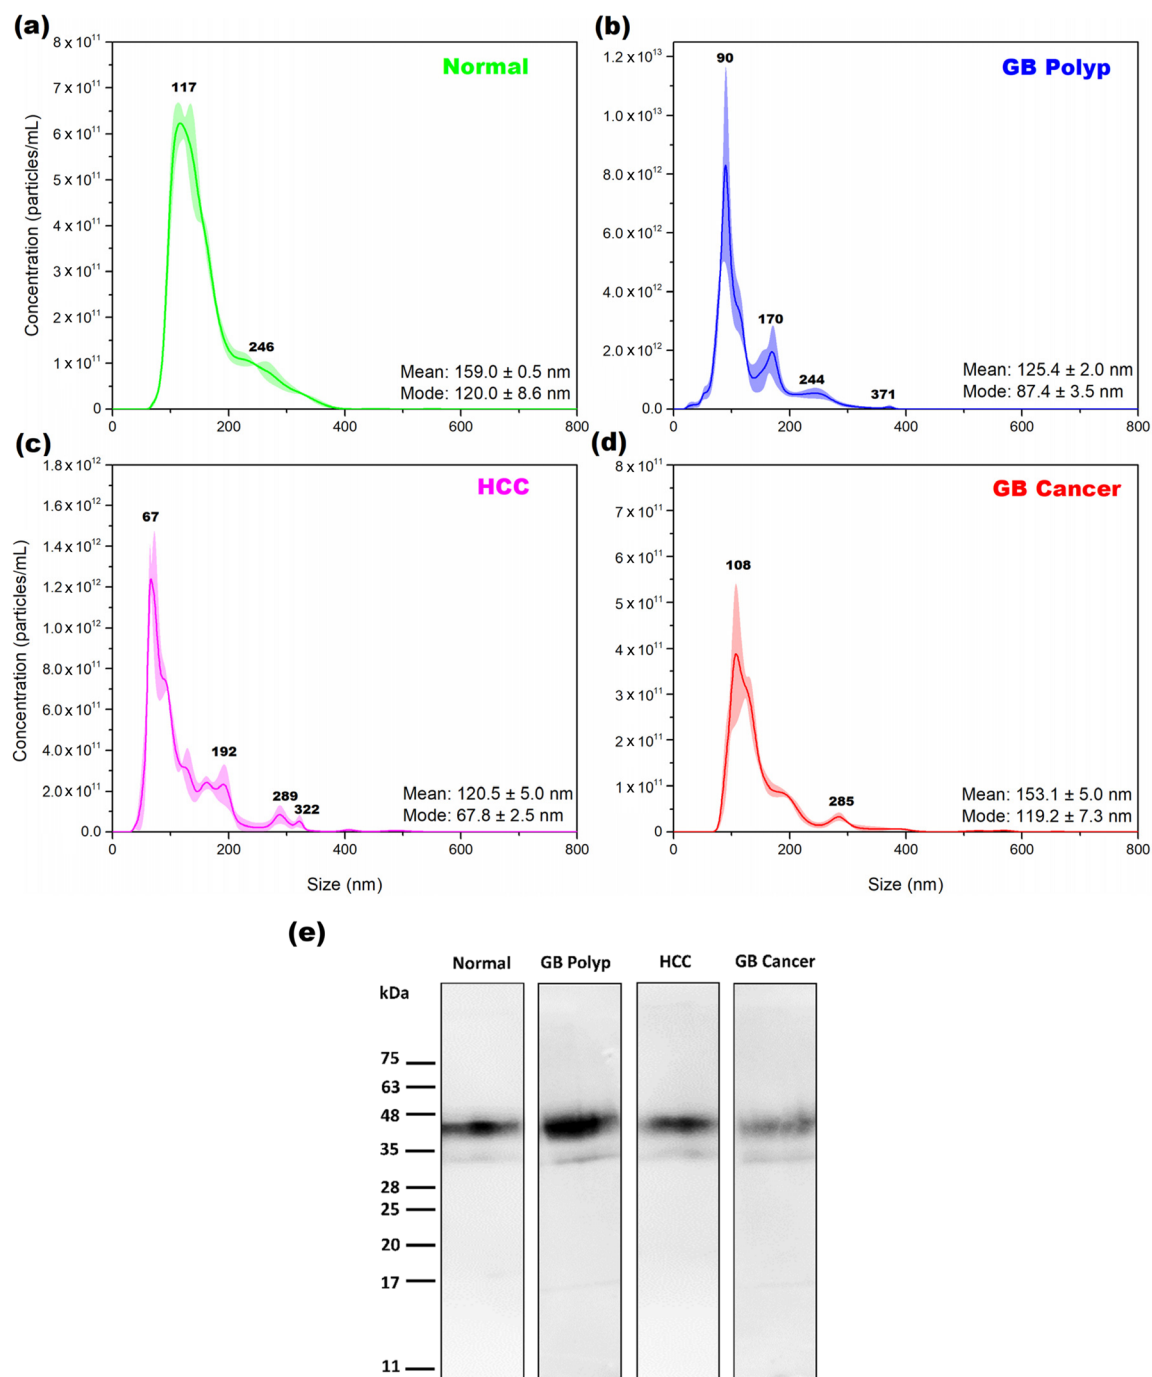 (a)
Normal
Concentration (particles/mL)
8 x 10¹¹
7 x 10¹¹
6 x 10¹¹
5 x 10¹¹
4 x 10¹¹
3 x 10¹¹
2 x 10¹¹
1 x 10¹¹
0
117
246
Mean: 159.0 ± 0.5 nm
Mode: 120.0 ± 8.6 nm
0 200 400 600 800
(b)
GB Polyp
1.2 x 10¹³
1.0 x 10¹³
8.0 x 10¹²
6.0 x 10¹²
4.0 x 10¹²
2.0 x 10¹²
0.0
90
170
244
371
Mean: 125.4 ± 2.0 nm
Mode: 87.4 ± 3.5 nm
0 200 400 600 800
(c)
HCC
Concentration (particles/mL)
1.8 x 10¹²
1.6 x 10¹²
1.4 x 10¹²
1.2 x 10¹²
1.0 x 10¹²
8.0 x 10¹¹
6.0 x 10¹¹
4.0 x 10¹¹
2.0 x 10¹¹
0.0
67
192
289
322
Mean: 120.5 ± 5.0 nm
Mode: 67.8 ± 2.5 nm
0 200 400 600 800
Size (nm)
(d)
GB Cancer
8 x 10¹¹
7 x 10¹¹
6 x 10¹¹
5 x 10¹¹
4 x 10¹¹
3 x 10¹¹
2 x 10¹¹
1 x 10¹¹
0
108
285
Mean: 153.1 ± 5.0 nm
Mode: 119.2 ± 7.3 nm
0 200 400 600 800
Size (nm)
(e)
Normal GB Polyp HCC GB Cancer
kDa
75
63
48
35
28
25
20
17
11